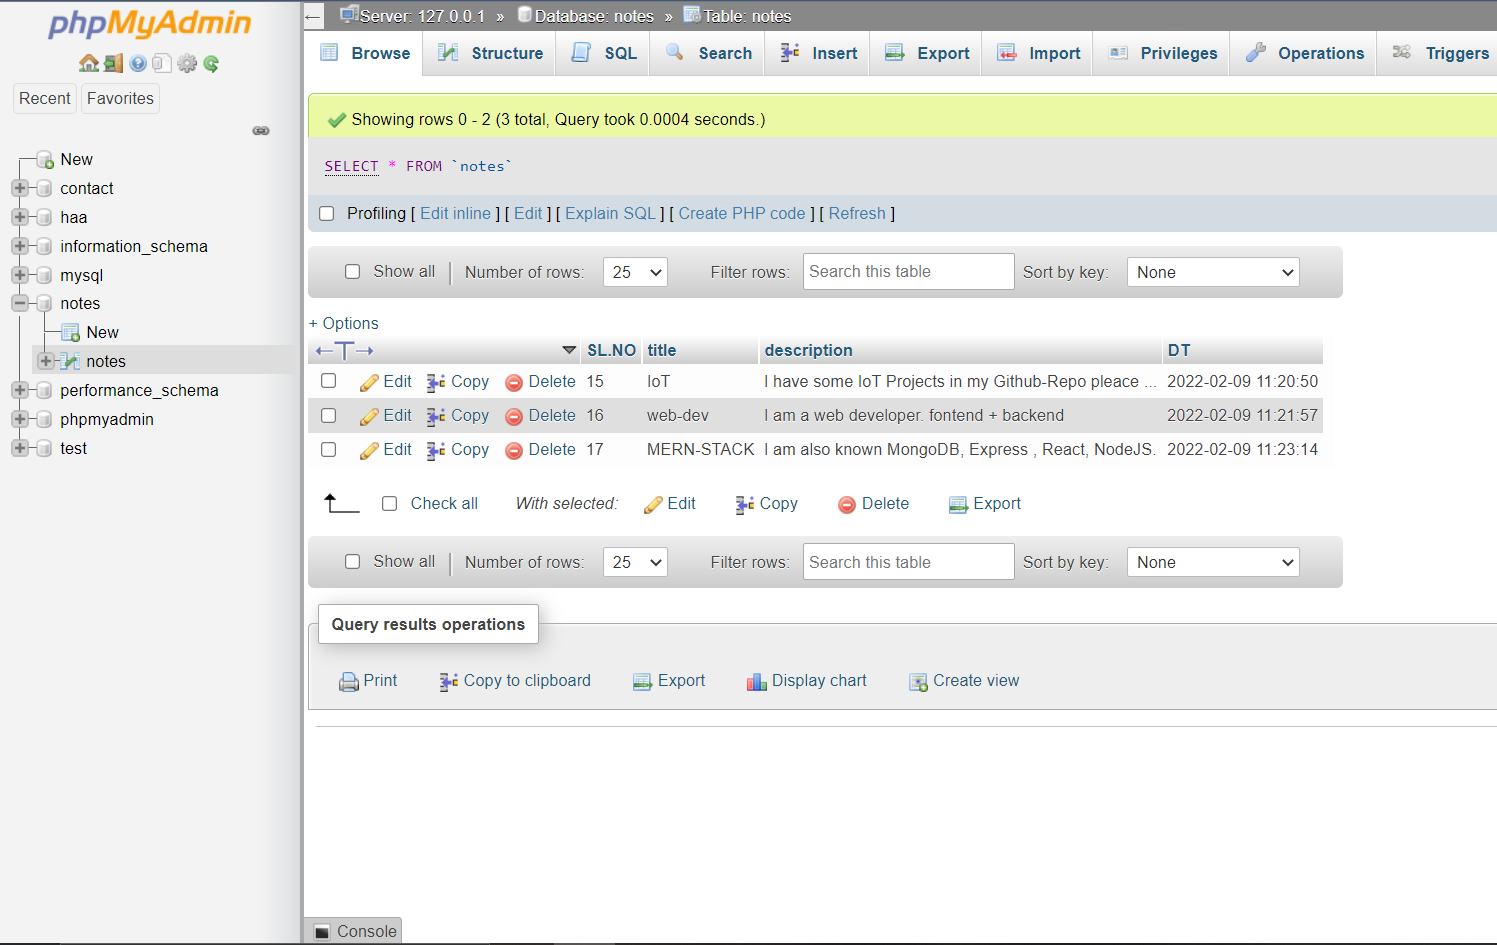 phpMyAdmin
Recent Favorites
New
contact
haa
information_schema
mysql
notes
New
notes
performance_schema
phpmyadmin
test
Server: 127.0.0.1 » Database: notes » Table: notes
Browse Structure SQL Search Insert Export Import Privileges Operations Triggers
Showing rows 0 - 2 (3 total, Query took 0.0004 seconds.)
SELECT * FROM `notes`
Profiling [ Edit inline ] [ Edit ] [ Explain SQL ] [ Create PHP code ] [ Refresh ]
Show all | Number of rows: 25 Filter rows: Search this table Sort by key: None
+ Options
←T→ SL.NO title description DT
Edit Copy Delete 15 IoT I have some IoT Projects in my Github-Repo pleace ... 2022-02-09 11:20:50
Edit Copy Delete 16 web-dev I am a web developer. fontend + backend 2022-02-09 11:21:57
Edit Copy Delete 17 MERN-STACK I am also known MongoDB, Express , React, NodeJS. 2022-02-09 11:23:14
Check all With selected: Edit Copy Delete Export
Show all | Number of rows: 25 Filter rows: Search this table Sort by key: None
Query results operations
Print Copy to clipboard Export Display chart Create view
Console